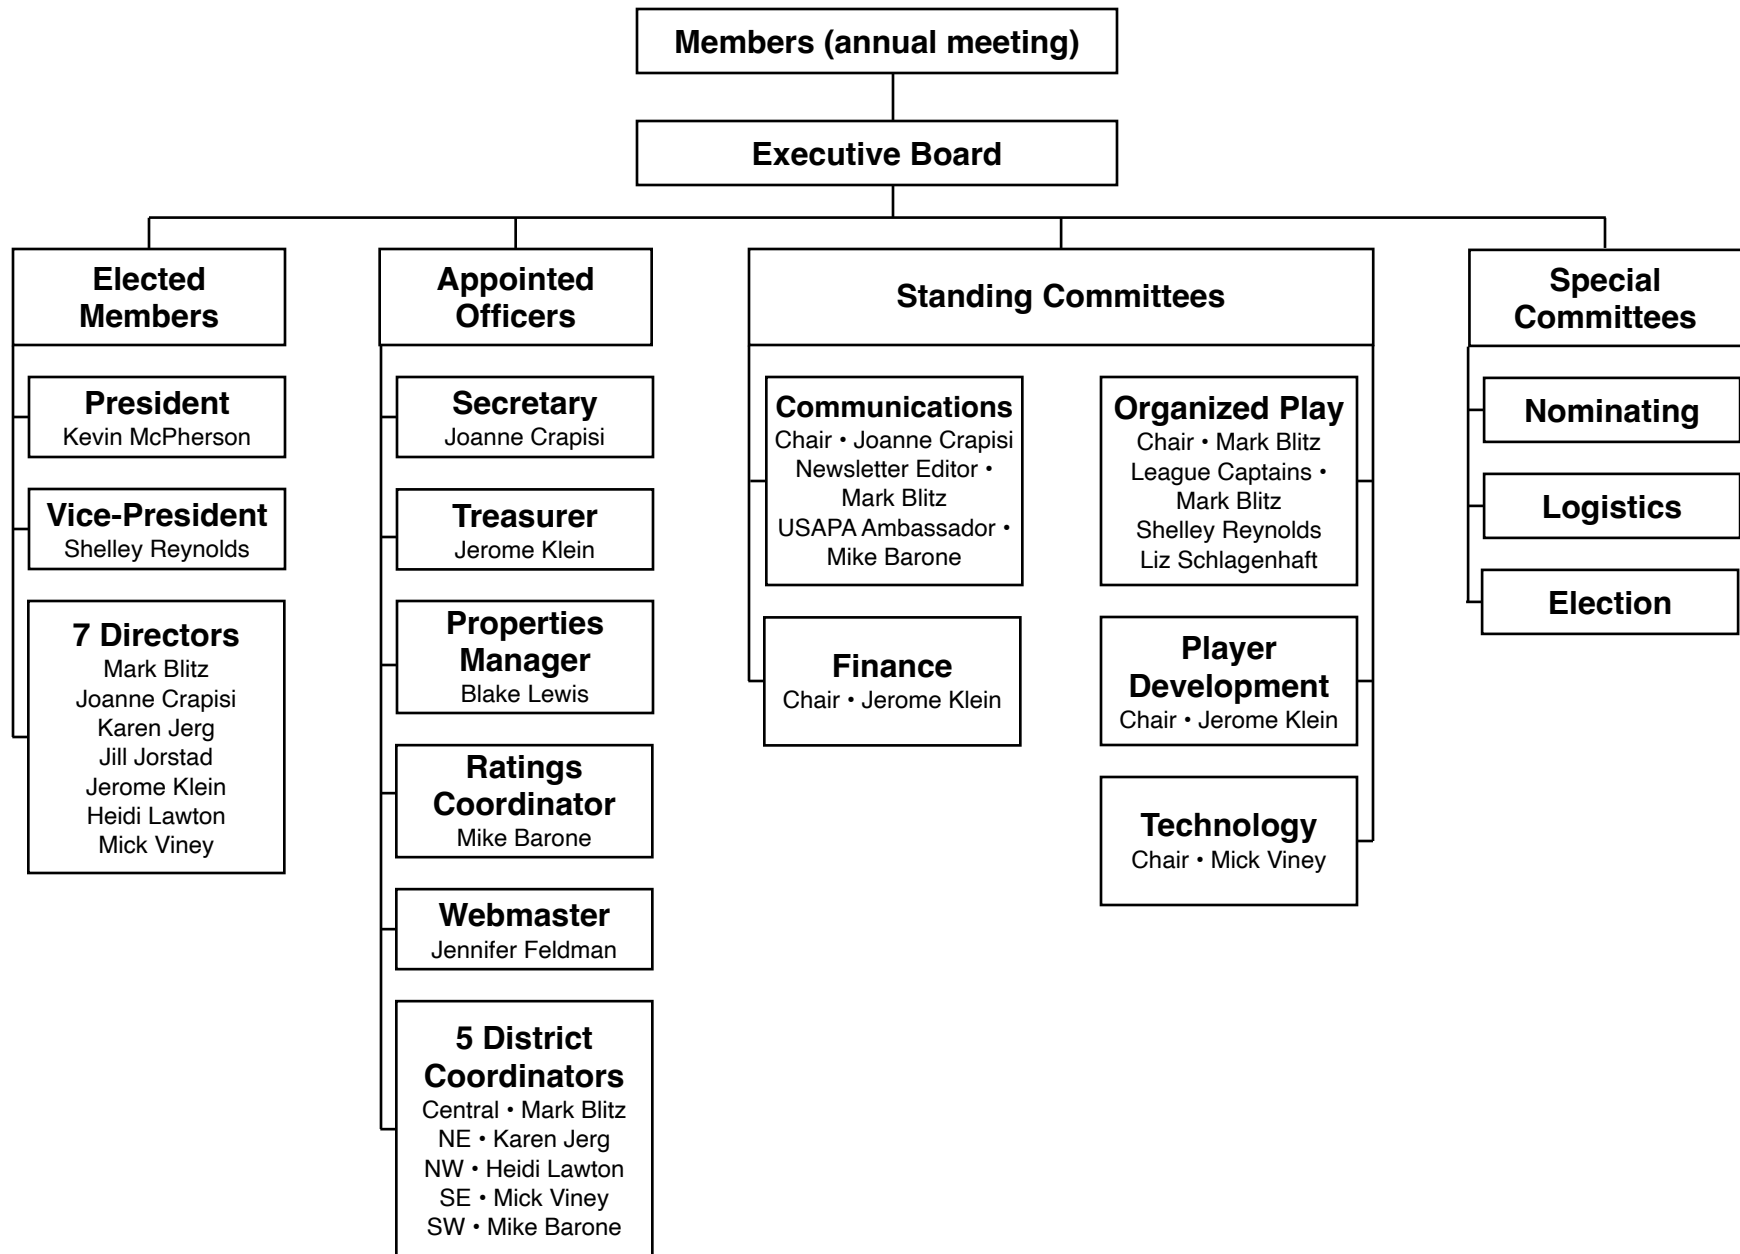 Members (annual meeting)
Executive Board
Elected
Members
President
Kevin McPherson
Vice-President
Shelley Reynolds
7 Directors
Mark Blitz
Joanne Crapisi
Karen Jerg
Jill Jorstad
Jerome Klein
Heidi Lawton
Mick Viney
Appointed
Officers
Secretary
Joanne Crapisi
Treasurer
Jerome Klein
Properties
Manager
Blake Lewis
Ratings
Coordinator
Mike Barone
Webmaster
Jennifer Feldman
5 District
Coordinators
Central • Mark Blitz
NE • Karen Jerg
NW • Heidi Lawton
SE • Mick Viney
SW • Mike Barone
Standing Committees
Communications
Chair • Joanne Crapisi
Newsletter Editor •
Mark Blitz
USAPA Ambassador •
Mike Barone
Finance
Chair • Jerome Klein
Organized Play
Chair • Mark Blitz
League Captains •
Mark Blitz
Shelley Reynolds
Liz Schlagenhaft
Player
Development
Chair • Jerome Klein
Technology
Chair • Mick Viney
Special
Committees
Nominating
Logistics
Election